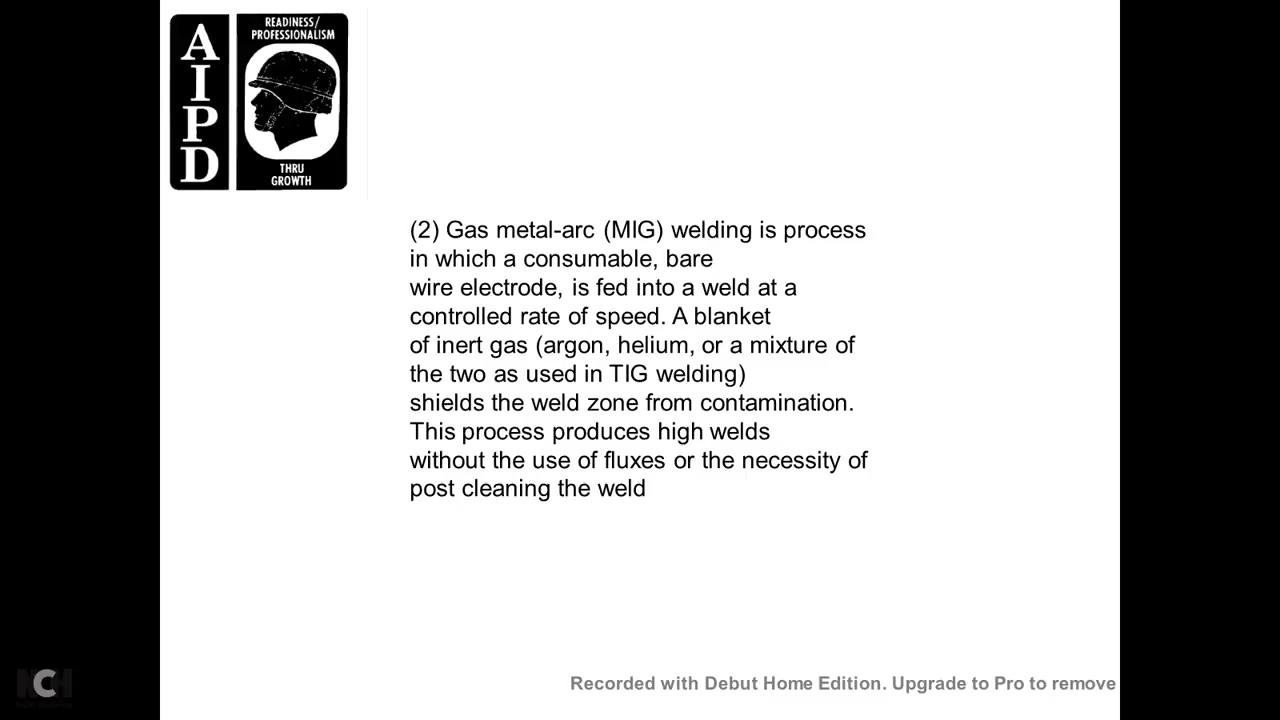 A
I
P
D
READINESS/
PROFESSIONALISM
THRU
GROWTH
(2) Gas metal-arc (MIG) welding is process
in which a consumable, bare
wire electrode, is fed into a weld at a
controlled rate of speed. A blanket
of inert gas (argon, helium, or a mixture of
the two as used in TIG welding)
shields the weld zone from contamination.
This process produces high welds
without the use of fluxes or the necessity of
post cleaning the weld
NCH
Recorded with Debut Home Edition. Upgrade to Pro to remove